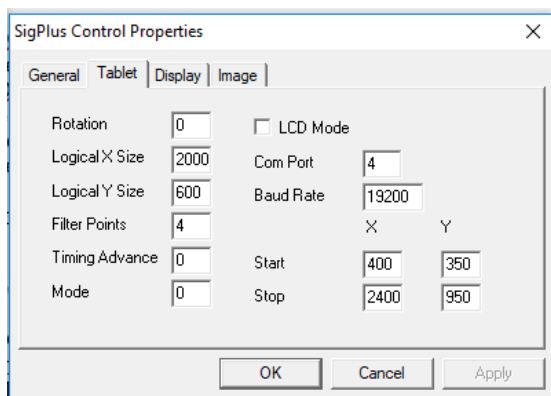 SigPlus Control Properties
General Tablet Display Image
Rotation 0 LCD Mode
Logical X Size 2000 Com Port 4
Logical Y Size 600 Baud Rate 19200
Filter Points 4 X Y
Timing Advance 0 Start 400 350
Mode 0 Stop 2400 950
OK Cancel Apply